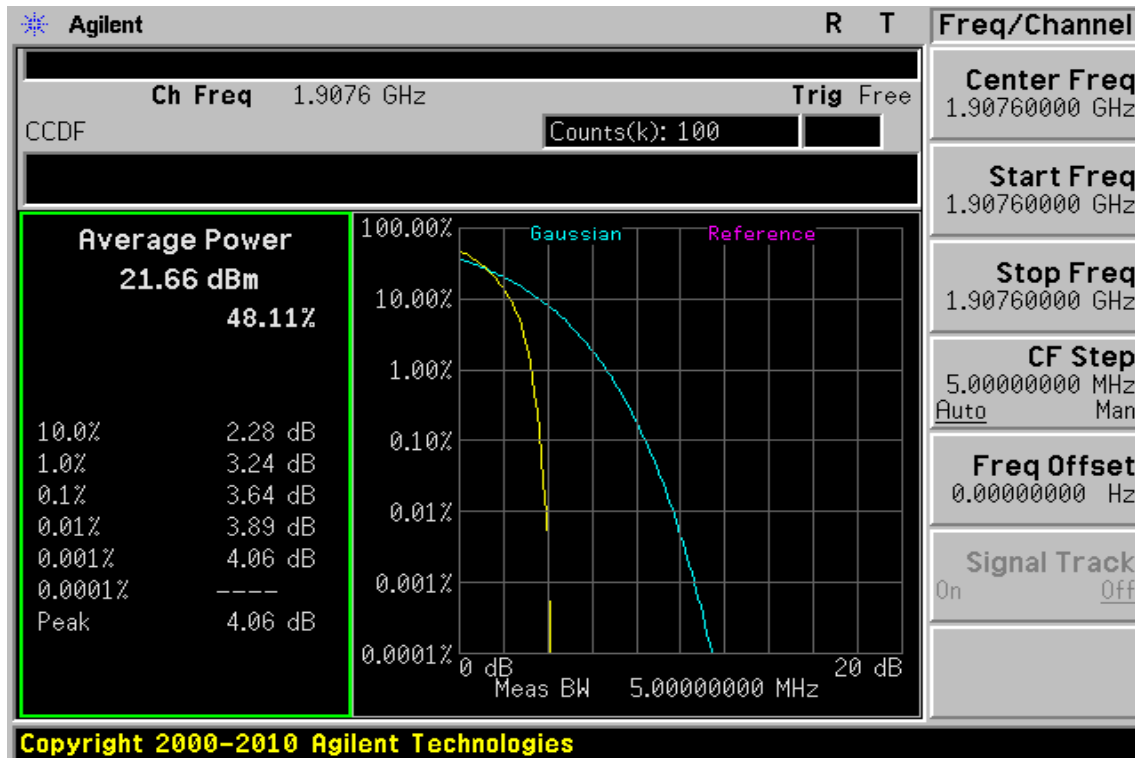 Agilent R T
Ch Freq 1.9076 GHz Trig Free
CCDF Counts(k): 100
Average Power
21.66 dBm
48.11%
10.0% 2.28 dB
1.0% 3.24 dB
0.1% 3.64 dB
0.01% 3.89 dB
0.001% 4.06 dB
0.0001% ----
Peak 4.06 dB
Gaussian Reference
100.00%
10.00%
1.00%
0.10%
0.01%
0.001%
0.0001%
0 dB 20 dB
Meas BW 5.00000000 MHz
Freq/Channel
Center Freq
1.90760000 GHz
Start Freq
1.90760000 GHz
Stop Freq
1.90760000 GHz
CF Step
5.00000000 MHz
Auto Man
Freq Offset
0.00000000 Hz
Signal Track
On Off
Copyright 2000-2010 Agilent Technologies